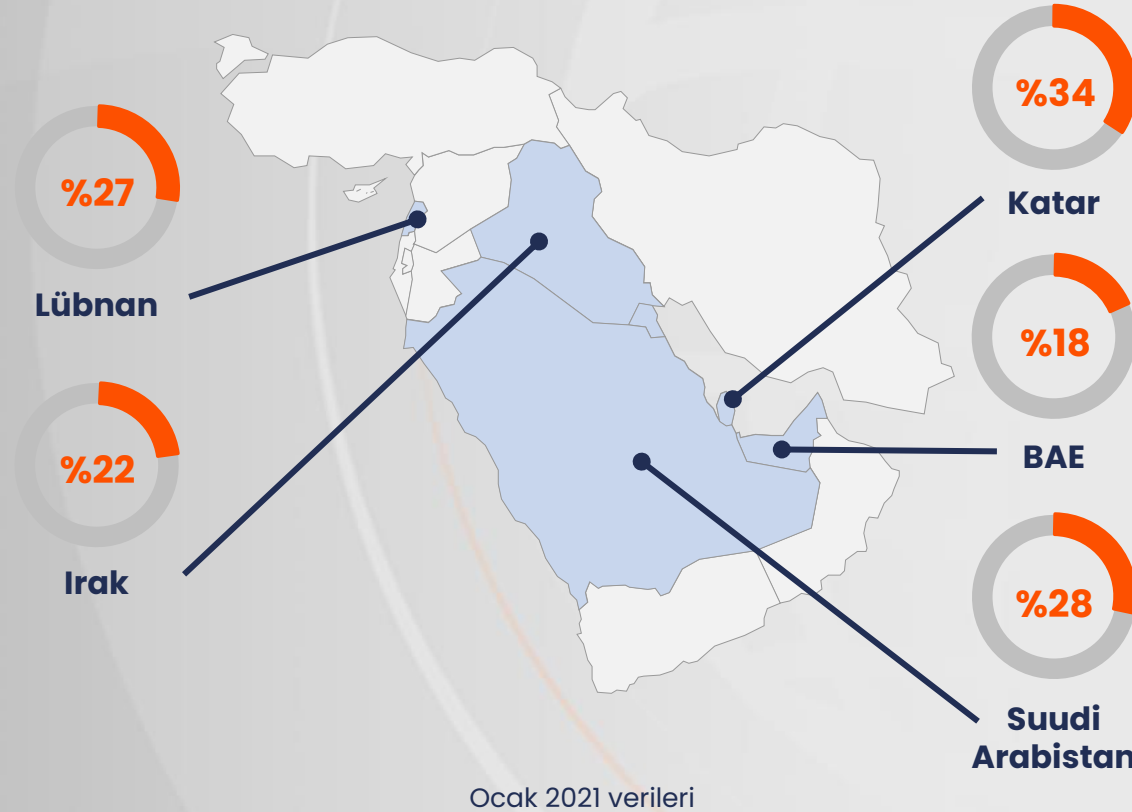 %27
Lübnan
%22
Irak
%34
Katar
%18
BAE
%28
Suudi
Arabistan
Ocak 2021 verileri